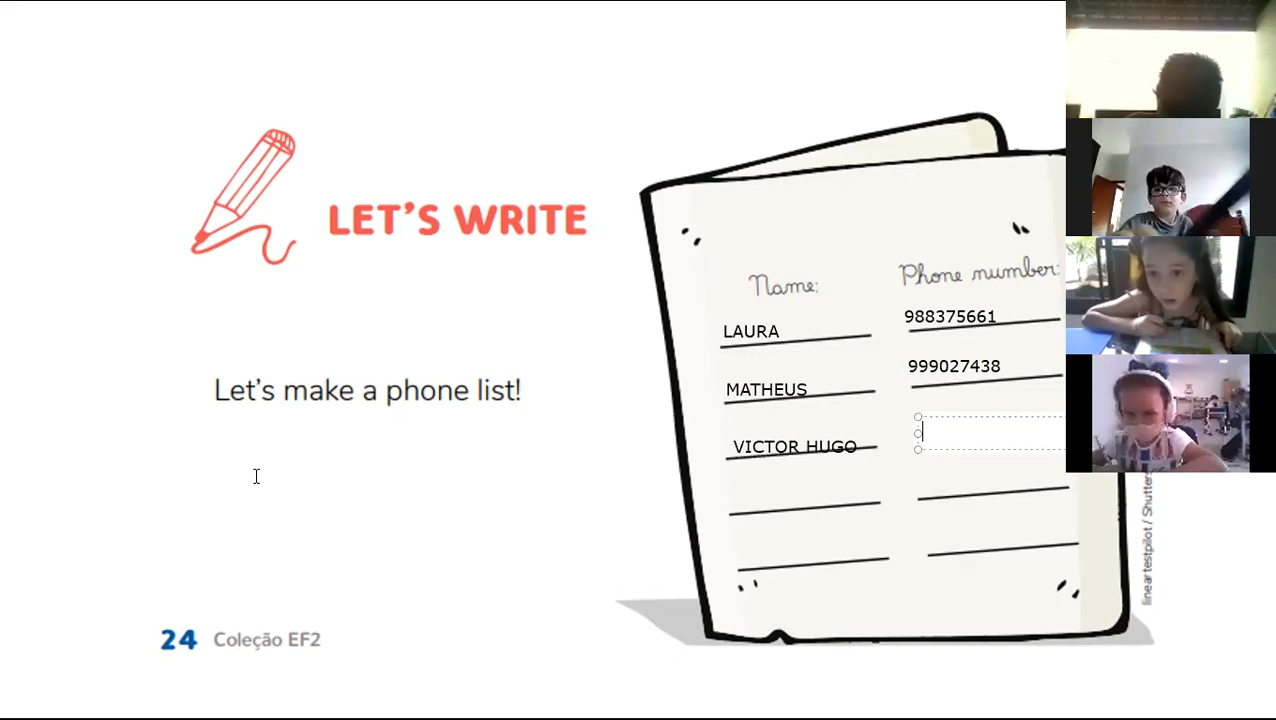 LET'S WRITE
Let's make a phone list!
Name:
Phone number:
LAURA
988375661
MATHEUS
999027438
VICTOR HUGO
24 Coleção EF2
lineartestpilot / Shutters